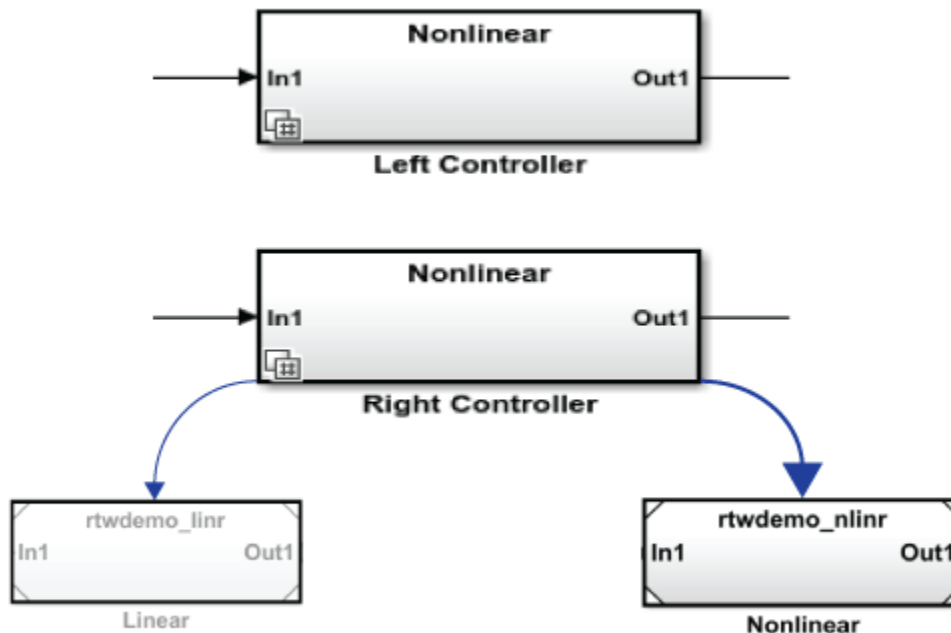 Nonlinear
In1 Out1
Left Controller
Nonlinear
In1 Out1
Right Controller
rtwdemo_linr
In1 Out1
Linear
rtwdemo_nlinr
In1 Out1
Nonlinear